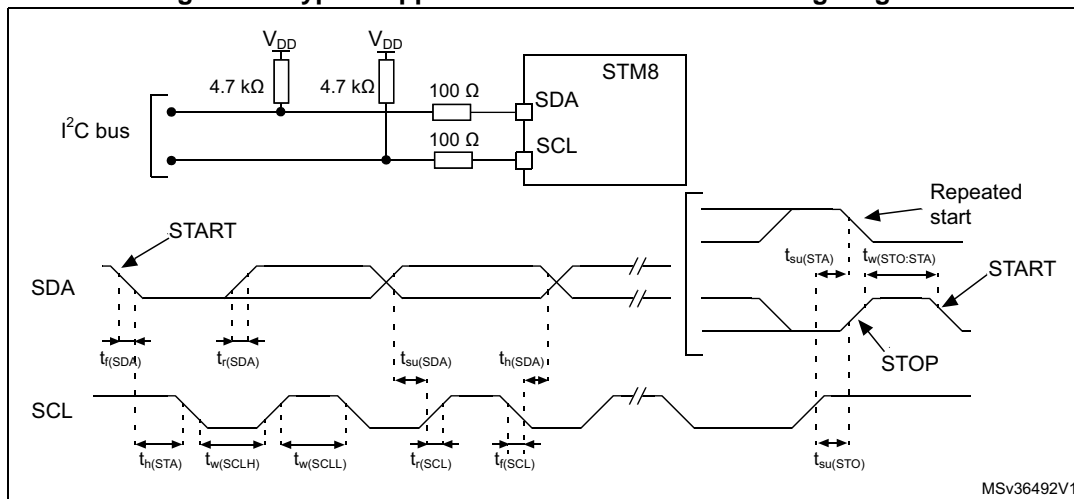 V_DD V_DD
STM8
4.7 kΩ 4.7 kΩ 100 Ω
SDA
I²C bus
100 Ω SCL
Repeated start
START
t_su(STA) t_w(STO:STA) START
SDA
t_f(SDA) t_r(SDA) t_su(SDA) t_h(SDA) STOP
SCL
t_h(STA) t_w(SCLH) t_w(SCLL) t_r(SCL) t_f(SCL) t_su(STO)
MSv36492V1